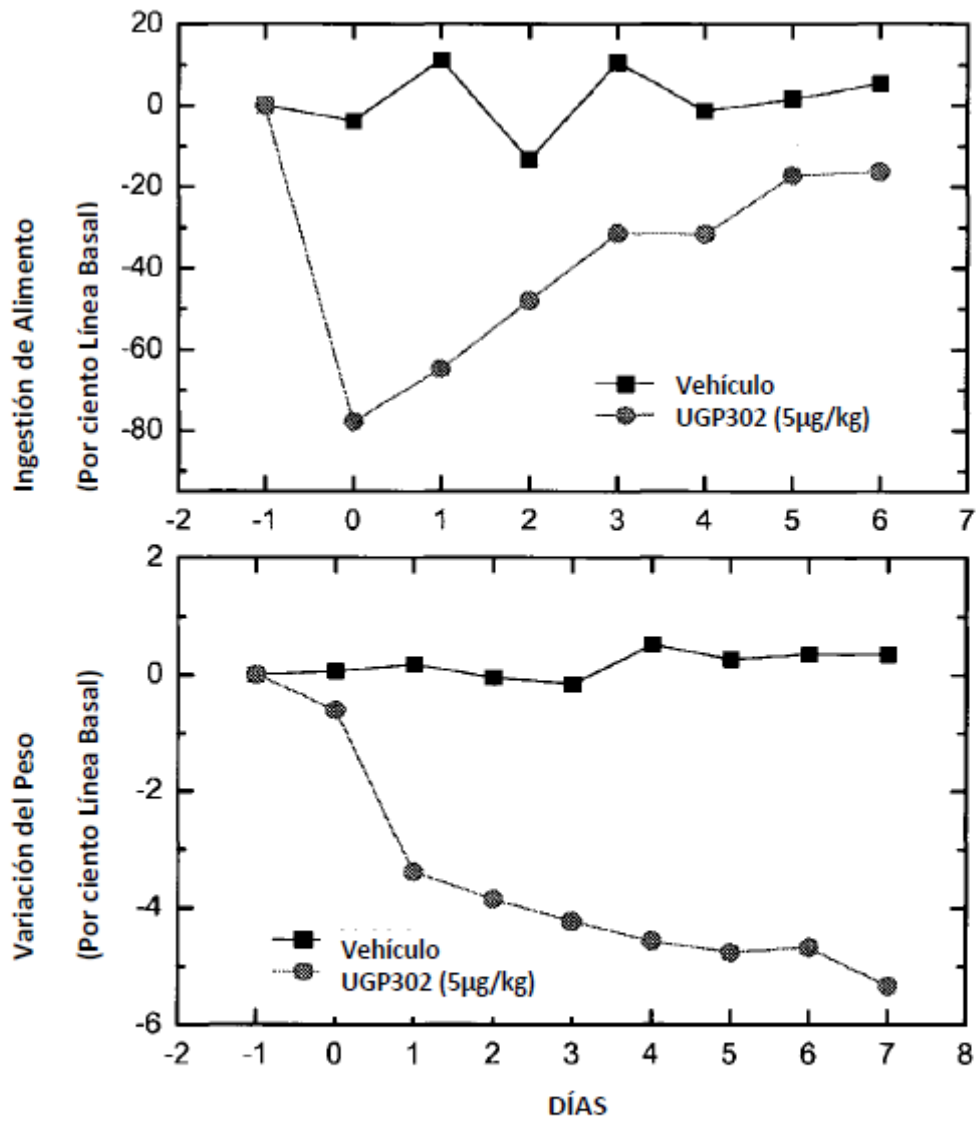 20
0
-20
-40
-60
-80
Ingestión de Alimento
(Por ciento Línea Basal)
Vehículo
UGP302 (5µg/kg)
-2 -1 0 1 2 3 4 5 6 7
2
0
-2
-4
-6
Variación del Peso
(Por ciento Línea Basal)
Vehículo
UGP302 (5µg/kg)
-2 -1 0 1 2 3 4 5 6 7 8
DÍAS